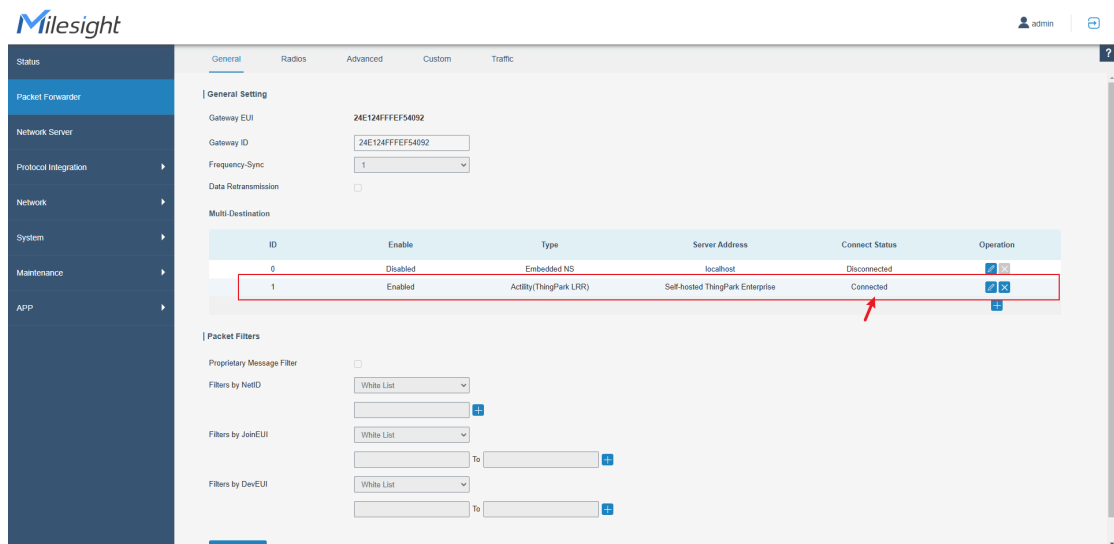 Milesight
admin
?
Status
Packet Forwarder
Network Server
Protocol Integration
Network
System
Maintenance
APP
General Radios Advanced Custom Traffic
General Setting
Gateway EUI 24E124FFFEF54092
Gateway ID 24E124FFFEF54092
Frequency-Sync 1
Data Retransmission
Multi-Destination
ID Enable Type Server Address Connect Status Operation
0 Disabled Embedded NS localhost Disconnected
1 Enabled Actility(ThingPark LRR) Self-hosted ThingPark Enterprise Connected
Packet Filters
Proprietary Message Filter
Filters by NetID White List
Filters by JoinEUI White List
To
Filters by DevEUI White List
To